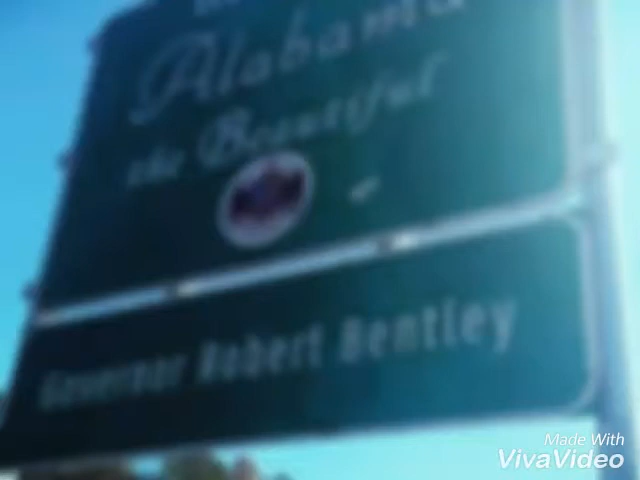 Alabama
the Beautiful
Governor Robert Bentley
Made With
VivaVideo